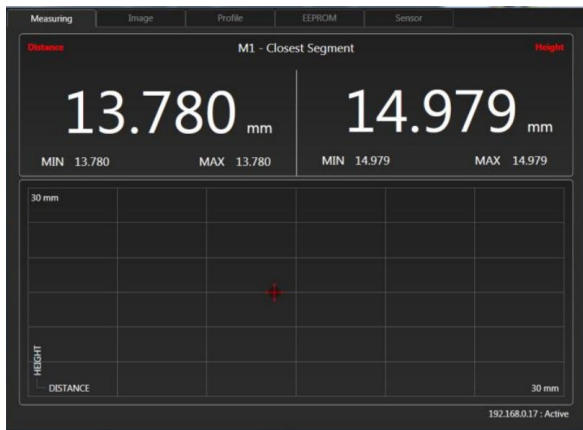 Measuring Image Profile EEPROM Sensor
Distance M1 - Closest Segment Height
13.780 mm 14.979 mm
MIN 13.780 MAX 13.780 MIN 14.979 MAX 14.979
30 mm
HEIGHT
DISTANCE 30 mm
192.168.0.17 : Active